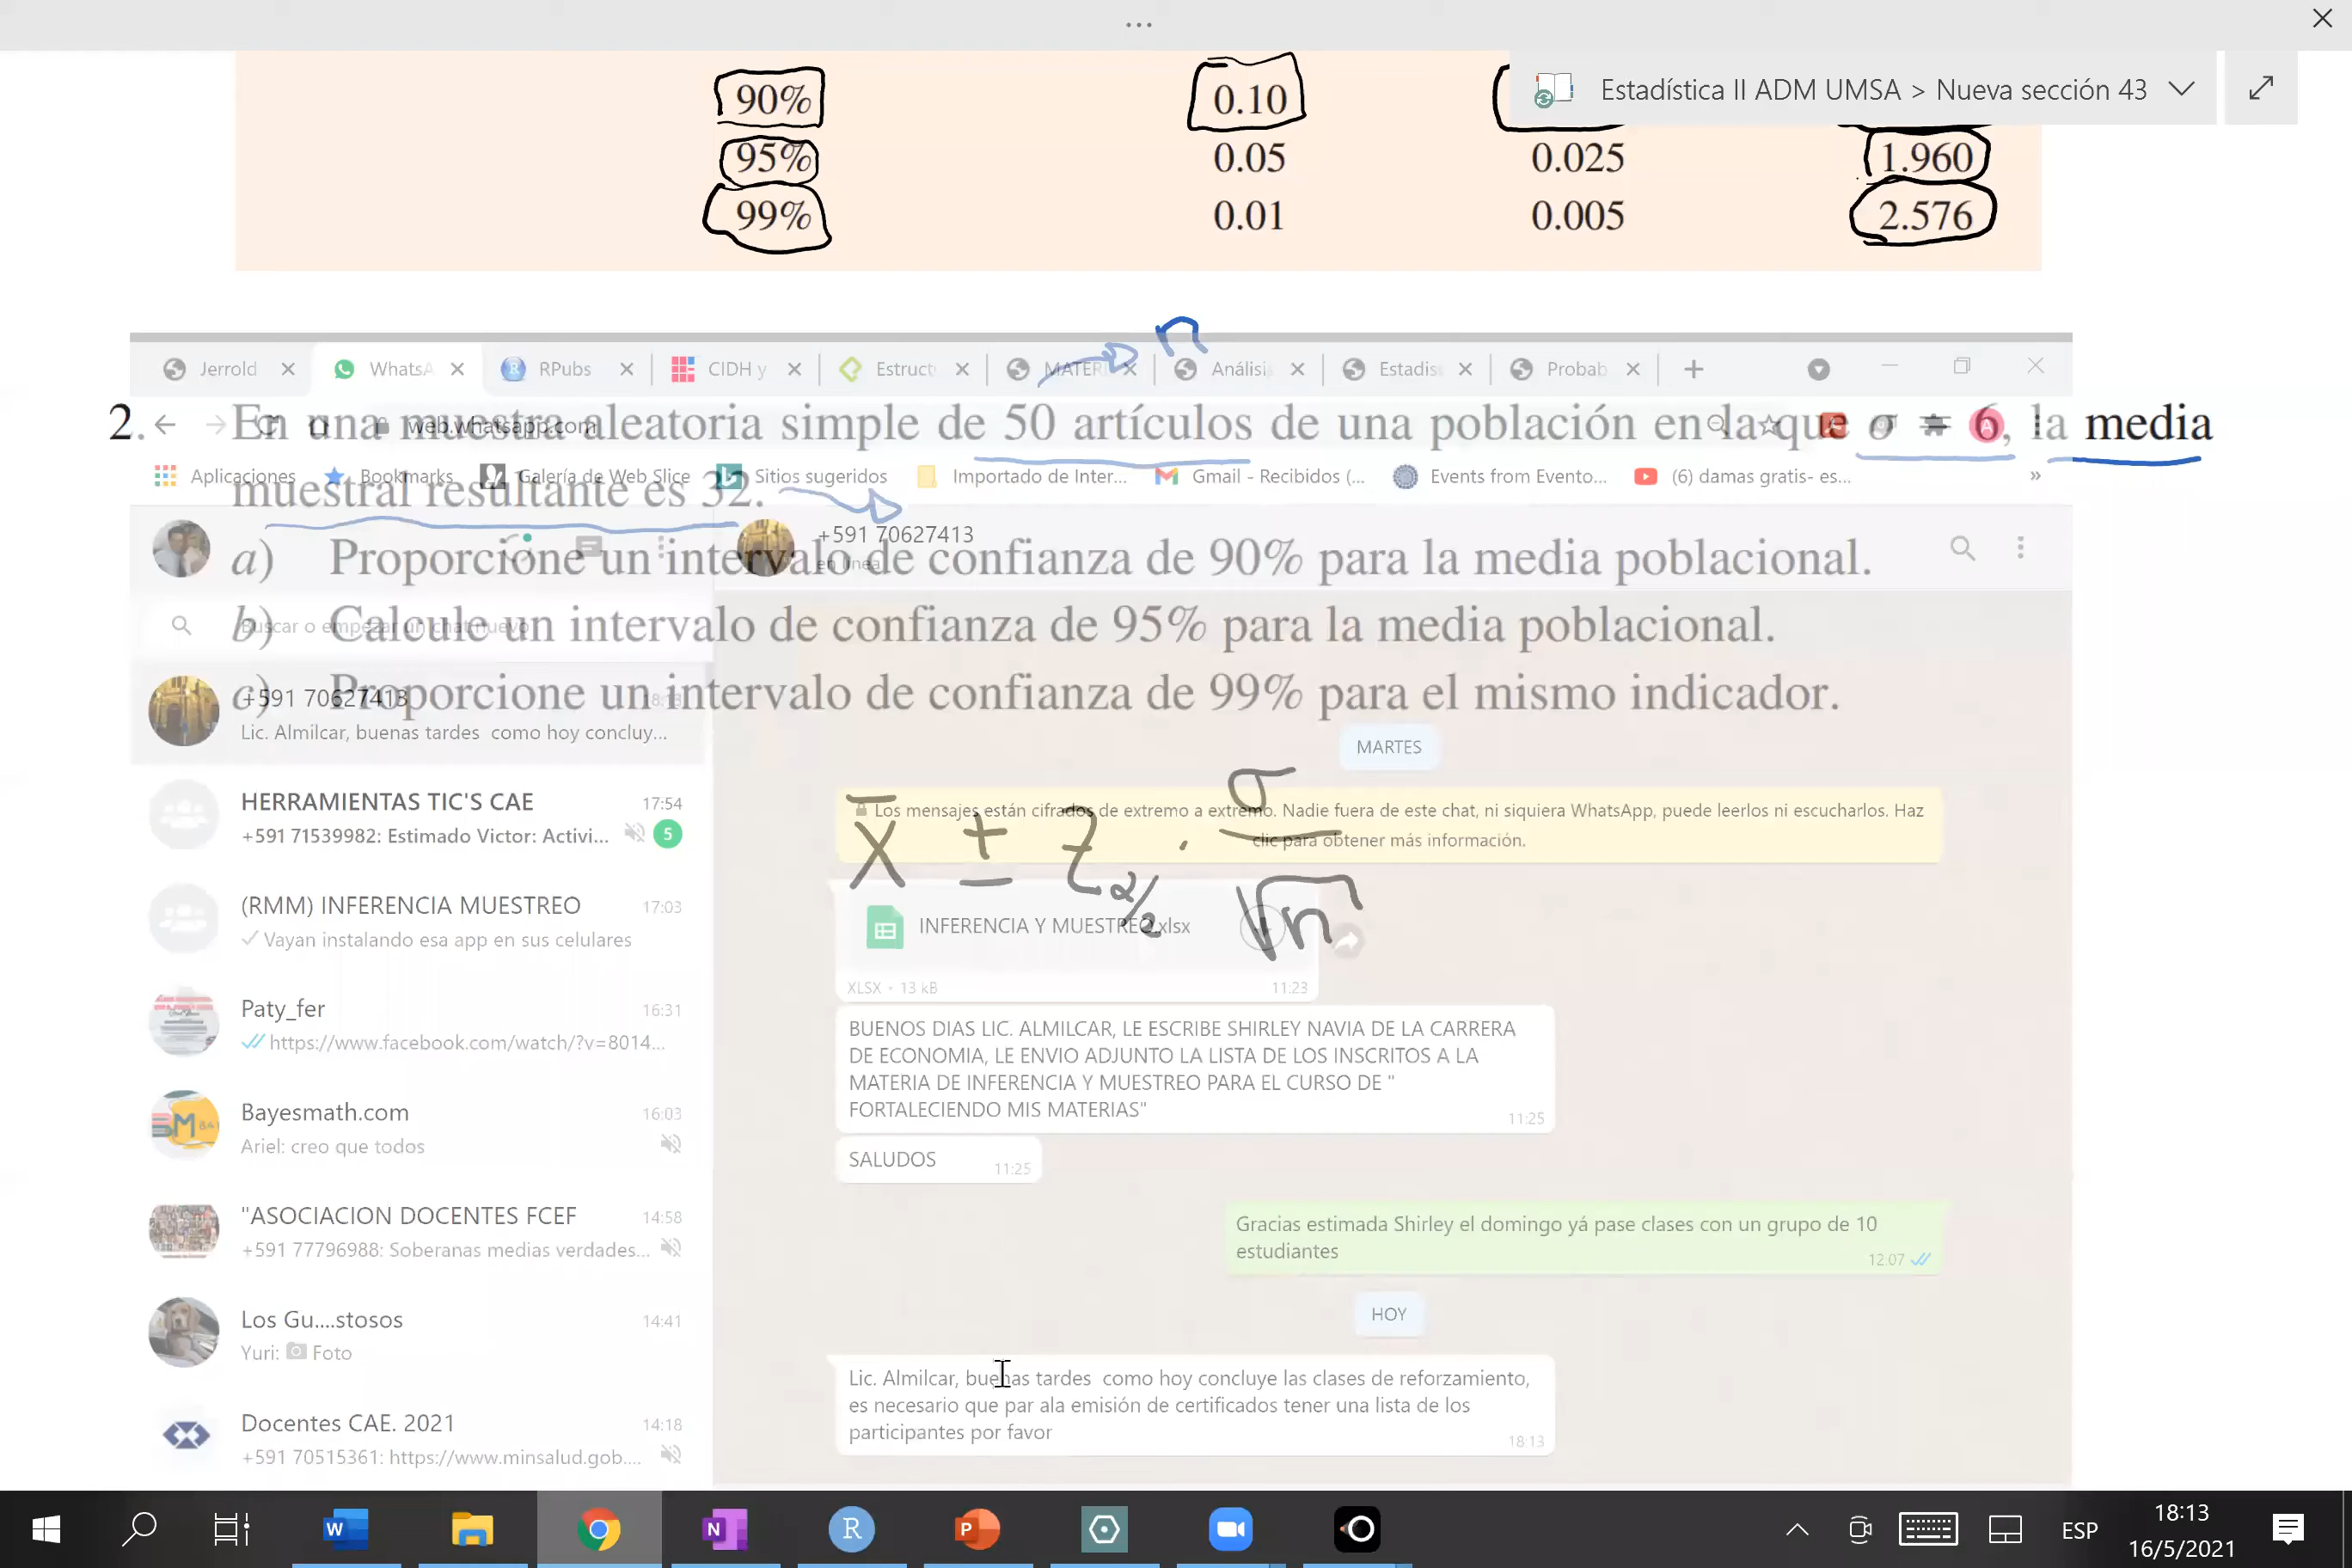 ...
90% 0.10
Estadística II ADM UMSA > Nueva sección 43
95% 0.05 0.025 1.960
99% 0.01 0.005 2.576
n
Jerrold WhatsA RPubs CIDH y Estruct MATERI Análisi Estadís Probab
2. En una muestra aleatoria simple de 50 artículos de una población en la que σ 6, la media
web.whatsapp.com
Aplicaciones Bookmarks Galería de Web Slice Sitios sugeridos Importado de Inter... Gmail - Recibidos (... Events from Evento... (6) damas gratis- es... »
muestral resultante es 32.
+591 70627413
en línea
a) Proporcione un intervalo de confianza de 90% para la media poblacional.
Buscar o empezar un chat nuevo
b) Calcule un intervalo de confianza de 95% para la media poblacional.
c) Proporcione un intervalo de confianza de 99% para el mismo indicador.
+591 70627413 18:13
Lic. Almilcar, buenas tardes como hoy concluy...
HERRAMIENTAS TIC'S CAE 17:54
+591 71539982: Estimado Victor: Activi... 5
(RMM) INFERENCIA MUESTREO 17:03
Vayan instalando esa app en sus celulares
Paty_fer 16:31
https://www.facebook.com/watch/?v=8014...
Bayesmath.com 16:03
Ariel: creo que todos
"ASOCIACION DOCENTES FCEF 14:58
+591 77796988: Soberanas medias verdades...
Los Gu....stosos 14:41
Yuri: Foto
Docentes CAE. 2021 14:18
+591 70515361: https://www.minsalud.gob....
MARTES
Los mensajes están cifrados de extremo a extremo. Nadie fuera de este chat, ni siquiera WhatsApp, puede leerlos ni escucharlos. Haz
clic para obtener más información.
X̄ ± Z α/2 · σ/√n
INFERENCIA Y MUESTREO.xlsx
XLSX • 13 kB 11:23
BUENOS DIAS LIC. ALMILCAR, LE ESCRIBE SHIRLEY NAVIA DE LA CARRERA
DE ECONOMIA, LE ENVIO ADJUNTO LA LISTA DE LOS INSCRITOS A LA
MATERIA DE INFERENCIA Y MUESTREO PARA EL CURSO DE "
FORTALECIENDO MIS MATERIAS"
11:25
SALUDOS 11:25
Gracias estimada Shirley el domingo yá pase clases con un grupo de 10
estudiantes
12:07
HOY
Lic. Almilcar, buenas tardes como hoy concluye las clases de reforzamiento,
es necesario que par ala emisión de certificados tener una lista de los
participantes por favor
18:13
ESP
18:13
16/5/2021